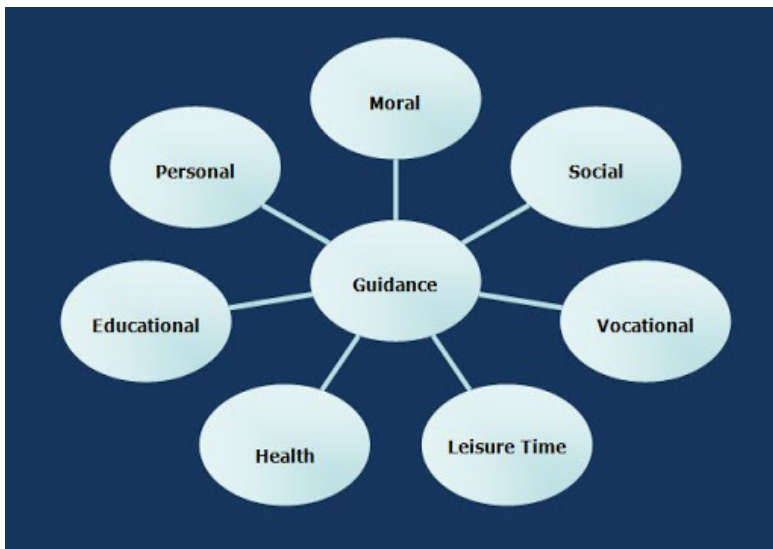 Moral
Personal
Social
Guidance
Educational
Vocational
Health
Leisure Time